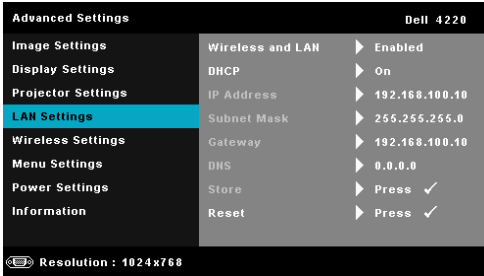 Advanced Settings Dell 4220
Image Settings Wireless and LAN Enabled
Display Settings DHCP On
Projector Settings IP Address 192.168.100.10
LAN Settings Subnet Mask 255.255.255.0
Wireless Settings Gateway 192.168.100.10
Menu Settings DNS 0.0.0.0
Power Settings Store Press ✓
Information Reset Press ✓
Resolution : 1024x768